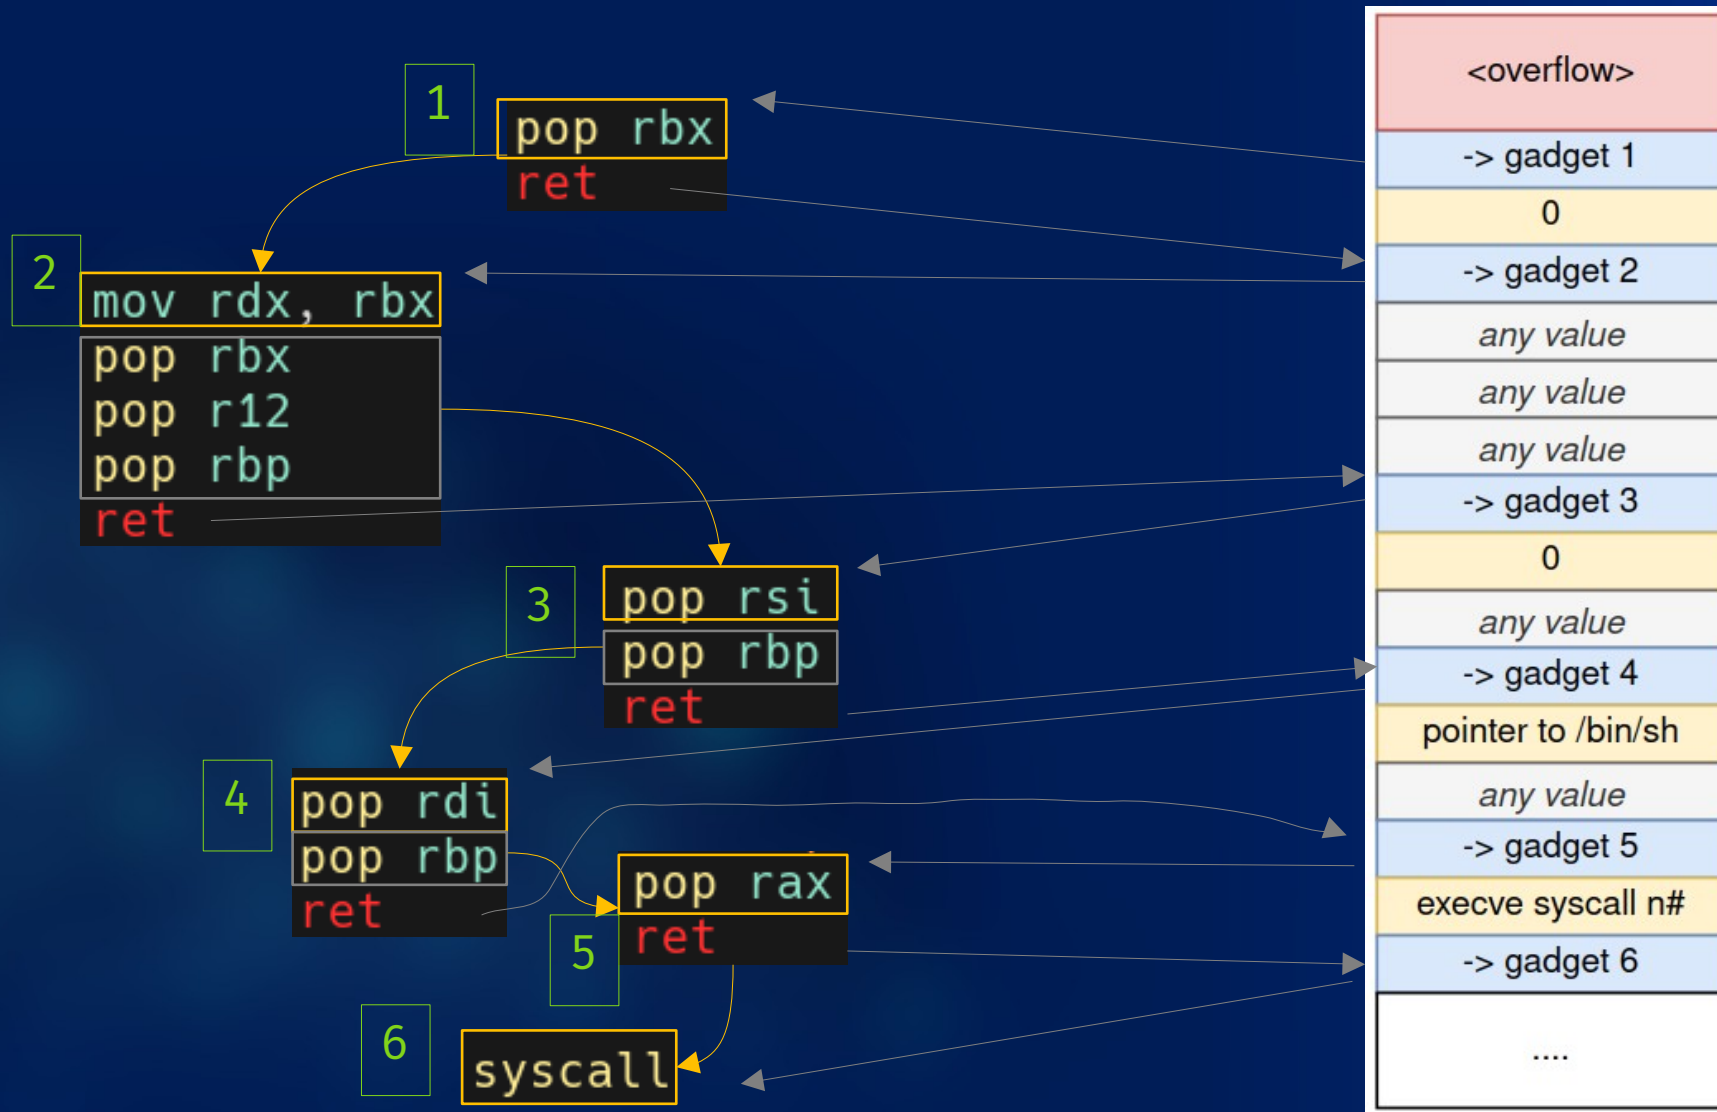 1
pop rbx
ret
2
mov rdx, rbx
pop rbx
pop r12
pop rbp
ret
3
pop rsi
pop rbp
ret
4
pop rdi
pop rbp
ret
5
pop rax
ret
6
syscall
<overflow>
-> gadget 1
0
-> gadget 2
any value
any value
any value
-> gadget 3
0
any value
-> gadget 4
pointer to /bin/sh
any value
-> gadget 5
execve syscall n#
-> gadget 6
....